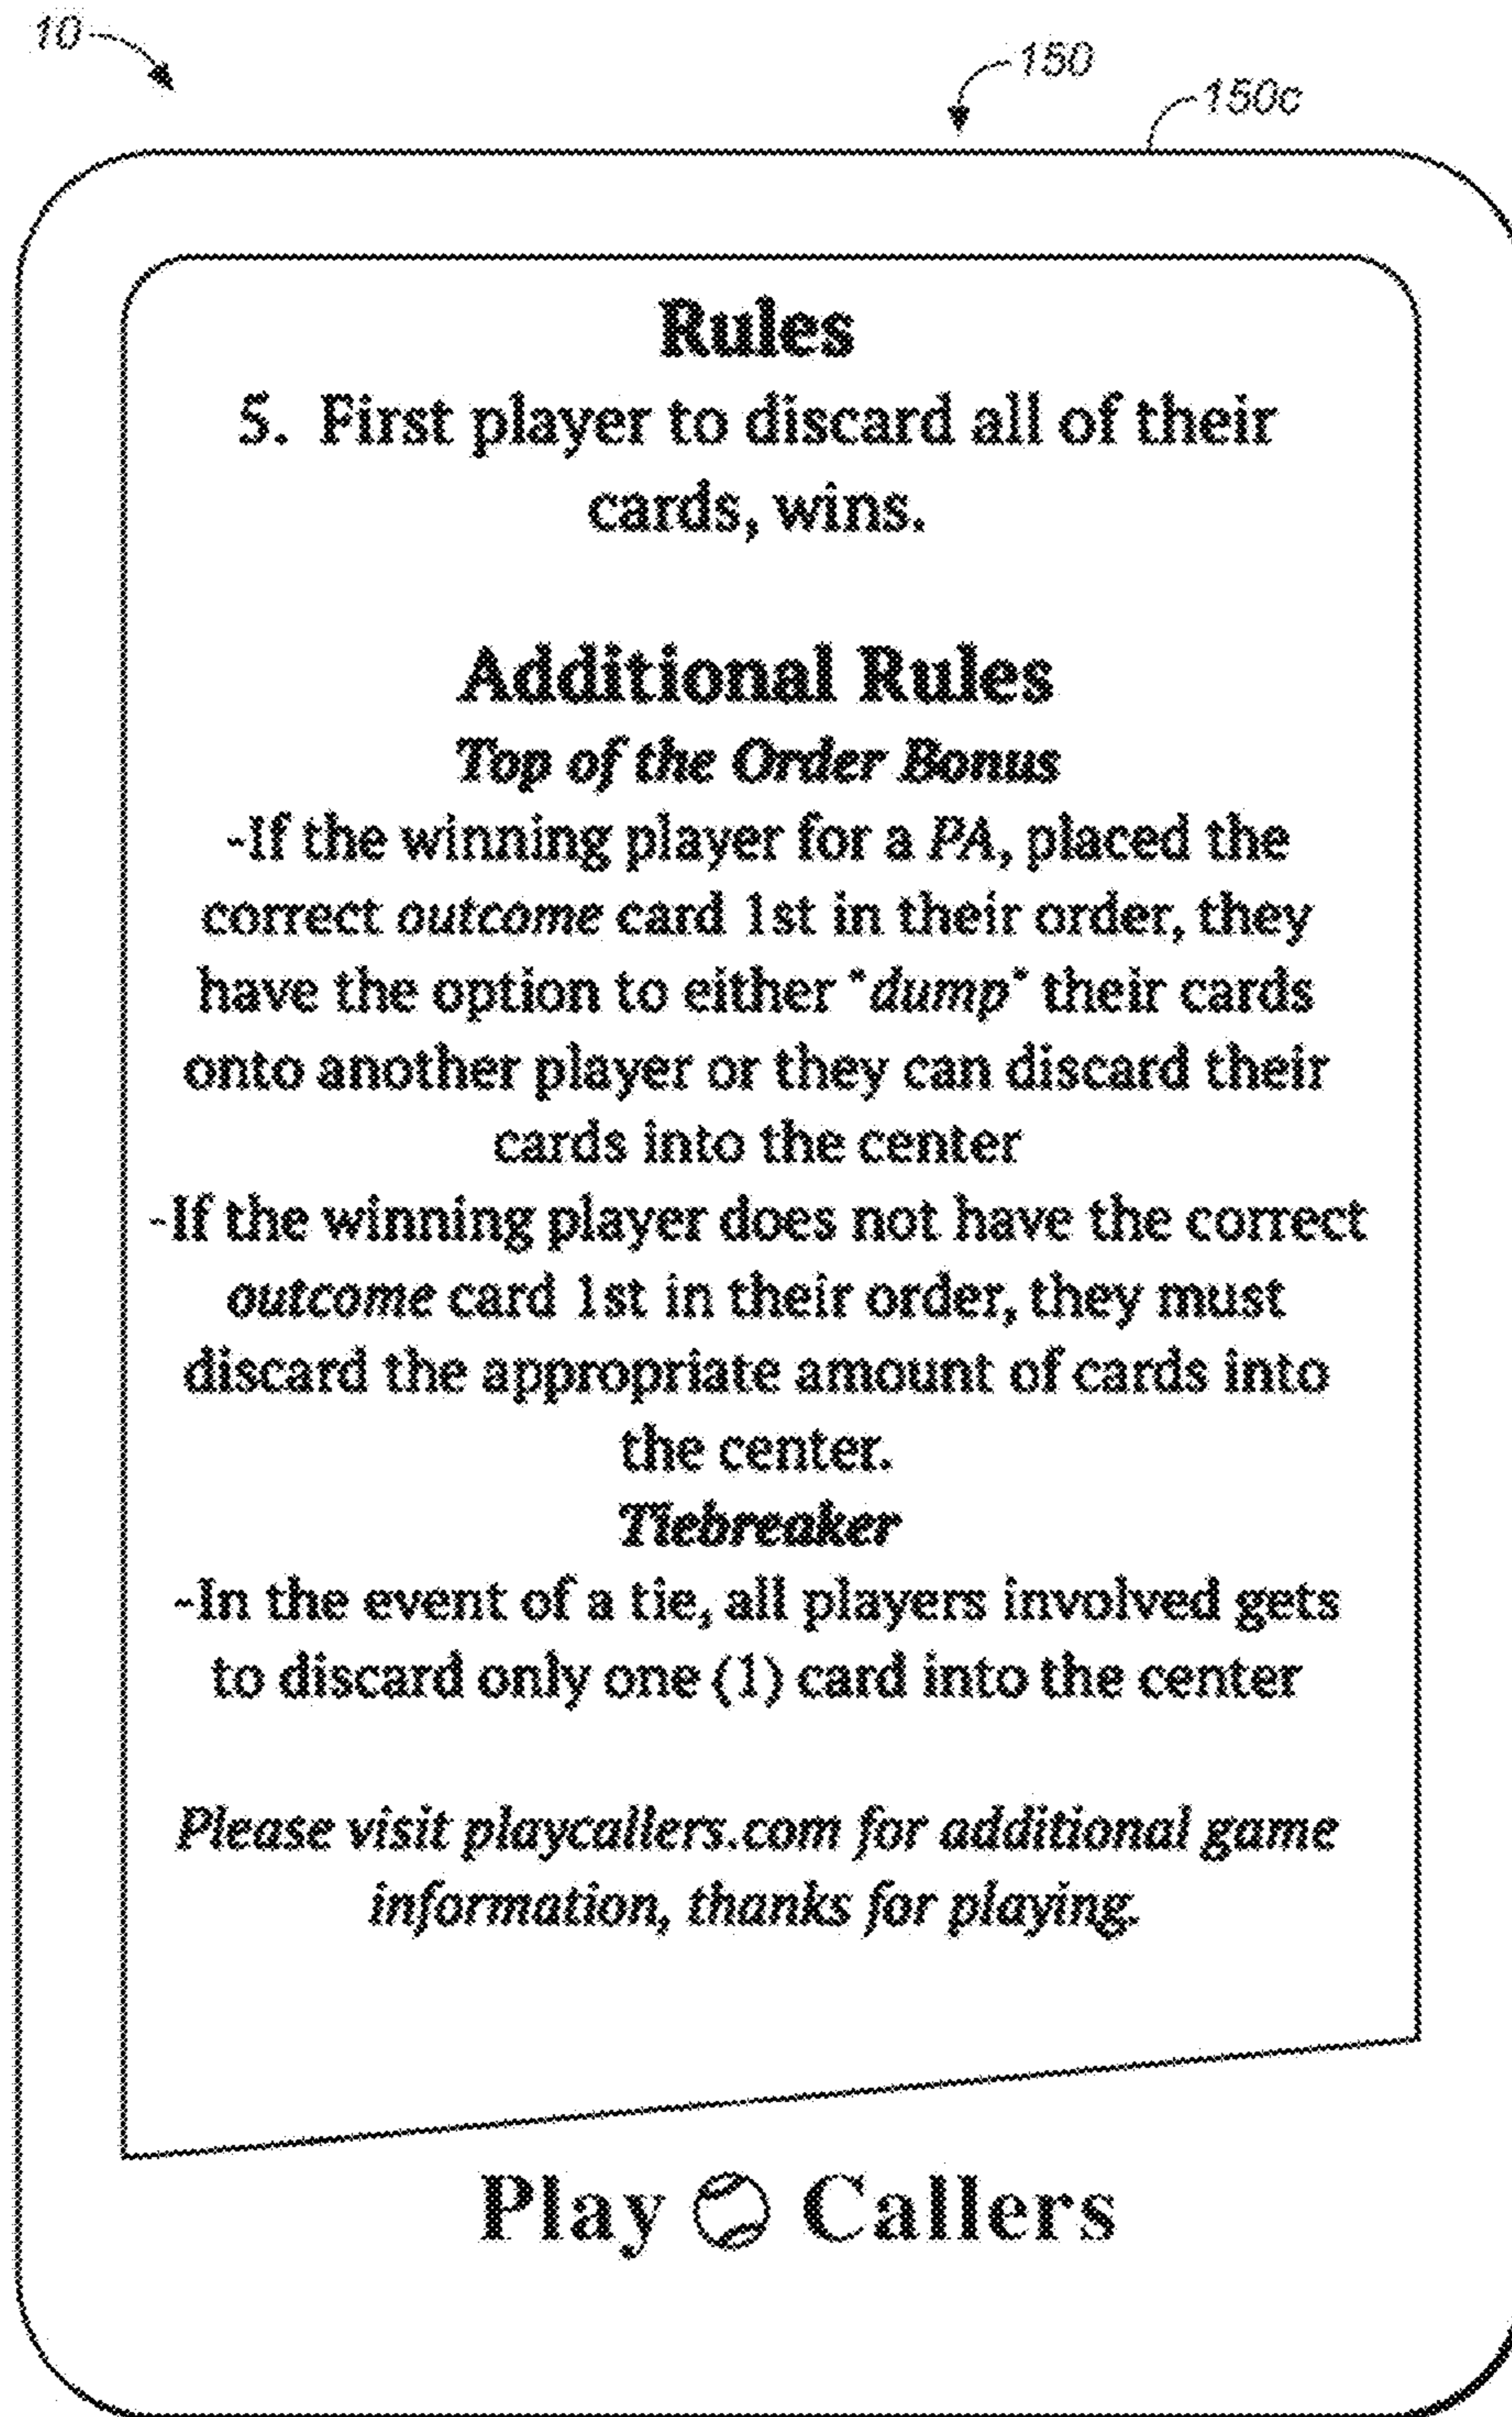 10
150
150c
Rules
5. First player to discard all of their
cards, wins.
Additional Rules
Top of the Order Bonus
-If the winning player for a PA, placed the
correct outcome card 1st in their order, they
have the option to either "dump" their cards
onto another player or they can discard their
cards into the center
-If the winning player does not have the correct
outcome card 1st in their order, they must
discard the appropriate amount of cards into
the center.
Tiebreaker
-In the event of a tie, all players involved gets
to discard only one (1) card into the center
Please visit playcallers.com for additional game
information, thanks for playing.
Play Callers